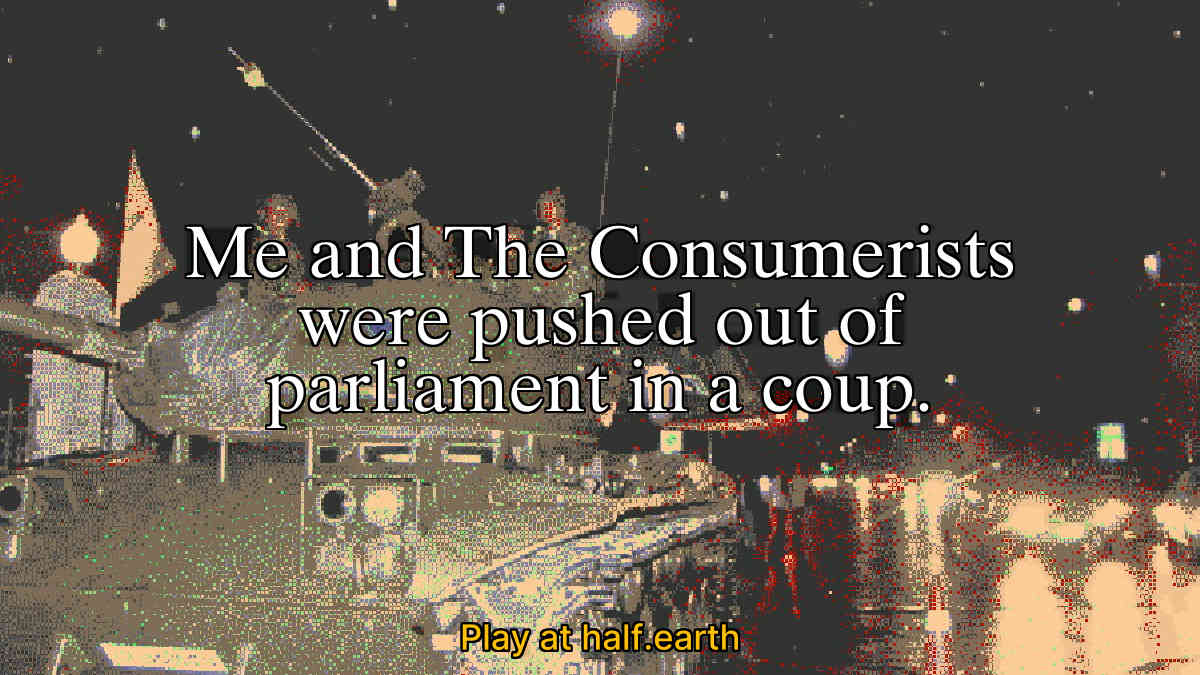 Me and The Consumerists
were pushed out of
parliament in a coup.
Play at half.earth